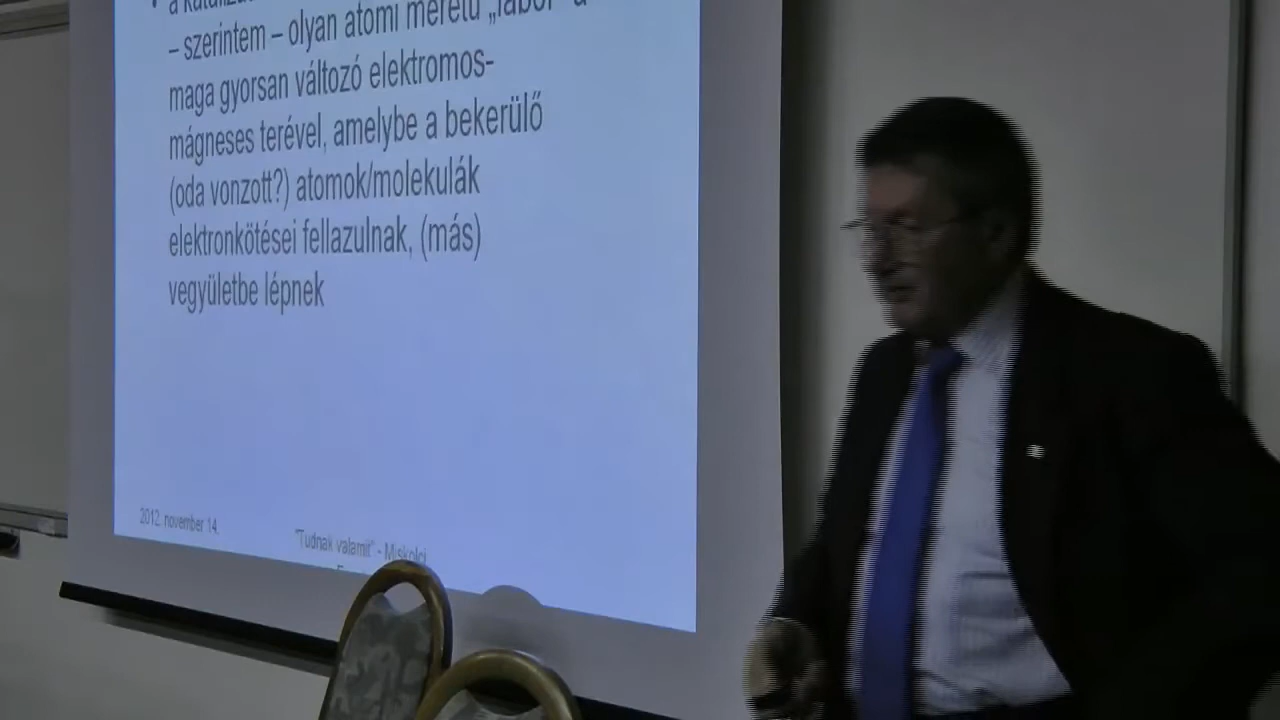 – szerintem – olyan atomi méretű „labor" a
maga gyorsan változó elektromos-
mágneses terével, amelybe a bekerülő
(oda vonzott?) atomok/molekulák
elektronkötései fellazulnak, (más)
vegyületbe lépnek
2012. november 14.
"Tudnak valamit" - Miskolci